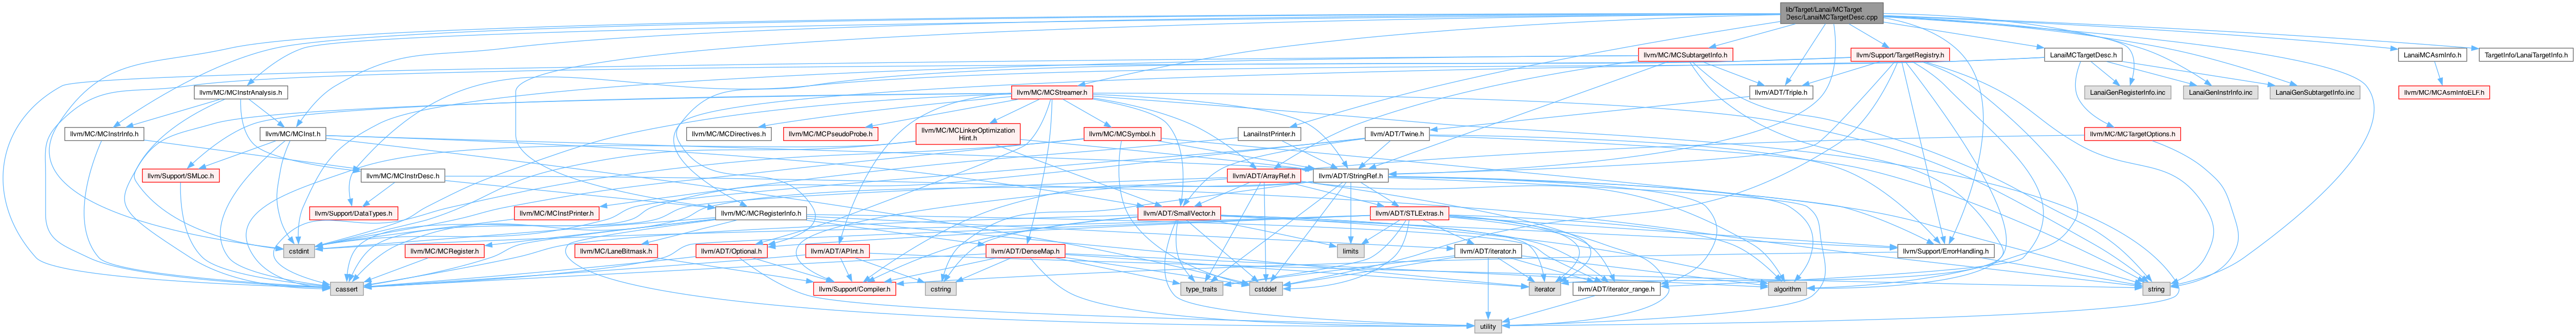 lib/Target/Lanai/MCTarget
Desc/LanaiMCTargetDesc.cpp
llvm/MC/MCSubtargetInfo.h
llvm/Support/TargetRegistry.h
LanaiMCTargetDesc.h
LanaiMCAsmInfo.h
TargetInfo/LanaiTargetInfo.h
llvm/MC/MCInstrAnalysis.h
llvm/MC/MCStreamer.h
llvm/ADT/Triple.h
LanaiGenRegisterInfo.inc
LanaiGenInstrInfo.inc
LanaiGenSubtargetInfo.inc
llvm/MC/MCAsmInfoELF.h
llvm/MC/MCInstrInfo.h
llvm/MC/MCInst.h
llvm/MC/MCDirectives.h
llvm/MC/MCPseudoProbe.h
llvm/MC/MCLinkerOptimization
Hint.h
llvm/MC/MCSymbol.h
LanaiInstPrinter.h
llvm/ADT/Twine.h
llvm/MC/MCTargetOptions.h
llvm/Support/SMLoc.h
llvm/MC/MCInstrDesc.h
llvm/ADT/ArrayRef.h
llvm/ADT/StringRef.h
llvm/Support/DataTypes.h
llvm/MC/MCInstPrinter.h
llvm/MC/MCRegisterInfo.h
llvm/ADT/SmallVector.h
llvm/ADT/STLExtras.h
cstdint
llvm/MC/MCRegister.h
llvm/MC/LaneBitmask.h
llvm/ADT/Optional.h
llvm/ADT/APInt.h
llvm/ADT/DenseMap.h
limits
llvm/ADT/iterator.h
llvm/Support/ErrorHandling.h
cassert
llvm/Support/Compiler.h
cstring
type_traits
cstddef
iterator
llvm/ADT/iterator_range.h
algorithm
string
utility